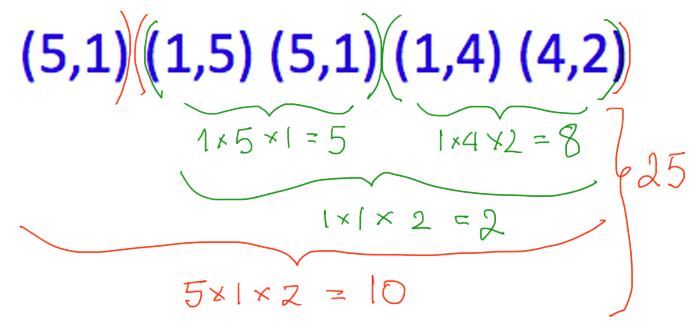 (5,1))((1,5) (5,1))((1,4) (4,2)))
1×5×1=5 1×4×2=8
25
1×1×2=2
5×1×2=10